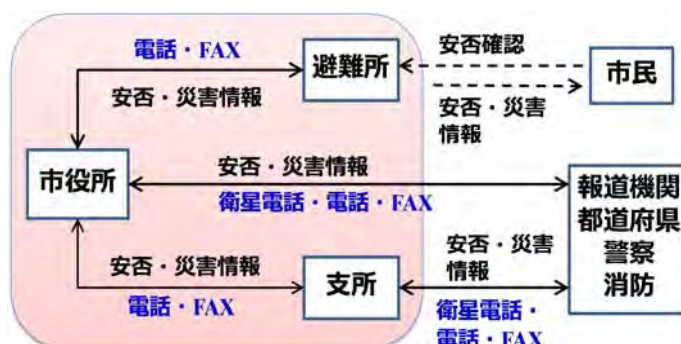 電話・FAX
避難所
安否確認
市民
安否・災害情報
安否・災害
情報
市役所
安否・災害情報
衛星電話・電話・FAX
報道機関
都道府県
警察
消防
安否・災害
情報
安否・災害情報
支所
電話・FAX
衛星電話・
電話・FAX